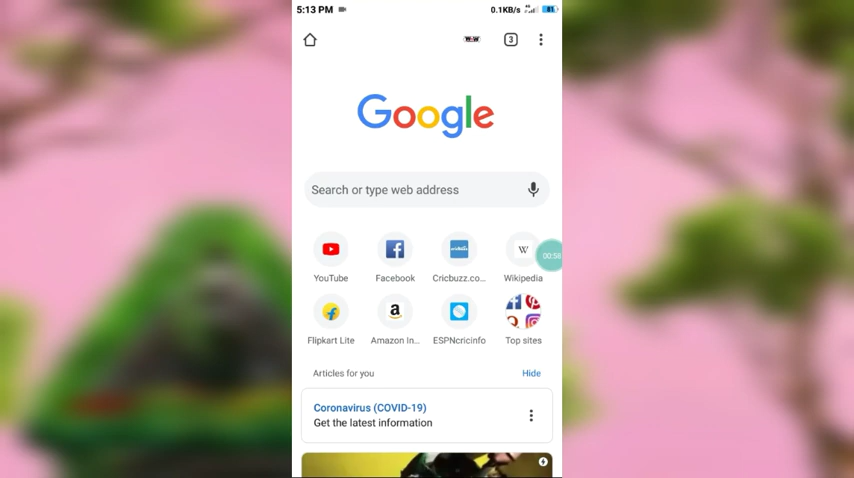 5:13 PM
0.1KB/s
81
3
Google
Search or type web address
W
00:58
YouTube
Facebook
Cricbuzz.co...
Wikipedia
a
Flipkart Lite
Amazon In...
ESPNcricinfo
Top sites
Articles for you
Hide
Coronavirus (COVID-19)
Get the latest information